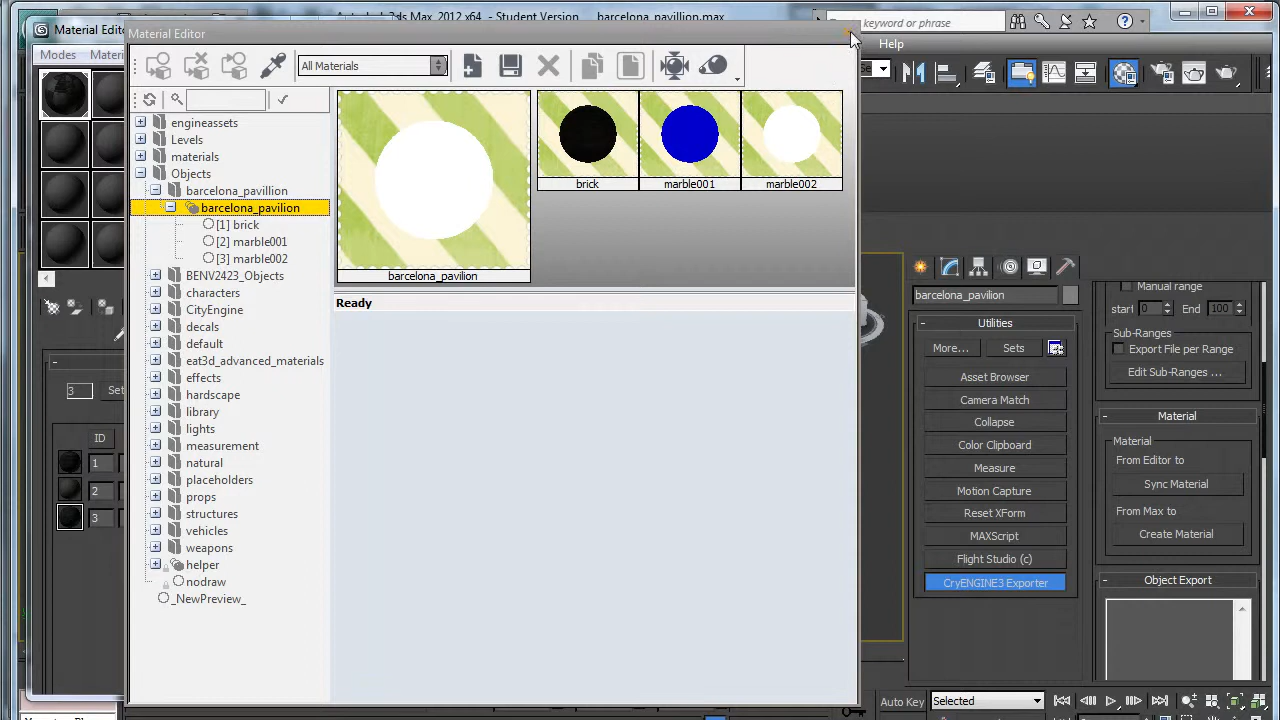 Autodesk 3ds Max 2012 x64 - Student Version barcelona_pavillion.max
keyword or phrase
Material Editor
Help
Modes Material
All Materials
engineassets
Levels
materials
Objects
barcelona_pavillion
barcelona_pavilion
[1] brick
[2] marble001
[3] marble002
BENV2423_Objects
characters
CityEngine
decals
default
eat3d_advanced_materials
effects
hardscape
library
lights
measurement
natural
placeholders
props
structures
vehicles
weapons
helper
nodraw
_NewPreview_
barcelona_pavilion
brick
marble001
marble002
Ready
3
Set
ID
1
2
3
barcelona_pavilion
Utilities
More...
Sets
Asset Browser
Camera Match
Collapse
Color Clipboard
Measure
Motion Capture
Reset XForm
MAXScript
Flight Studio (c)
CryENGINE3 Exporter
Manual range
start 0 End 100
Sub-Ranges
Export File per Range
Edit Sub-Ranges ...
Material
Material
From Editor to
Sync Material
From Max to
Create Material
Object Export
Auto Key
Selected